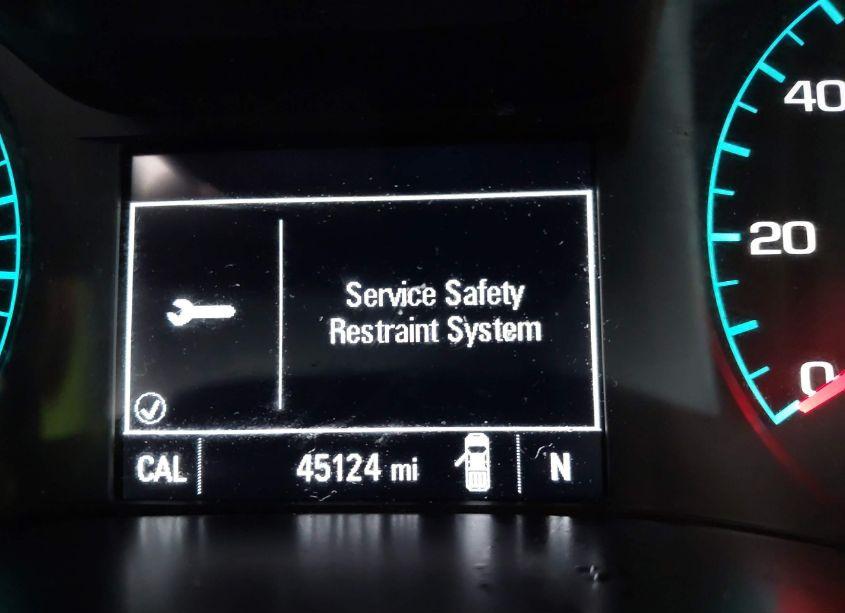 Service Safety
Restraint System
CAL 45124 mi N
40
20
0